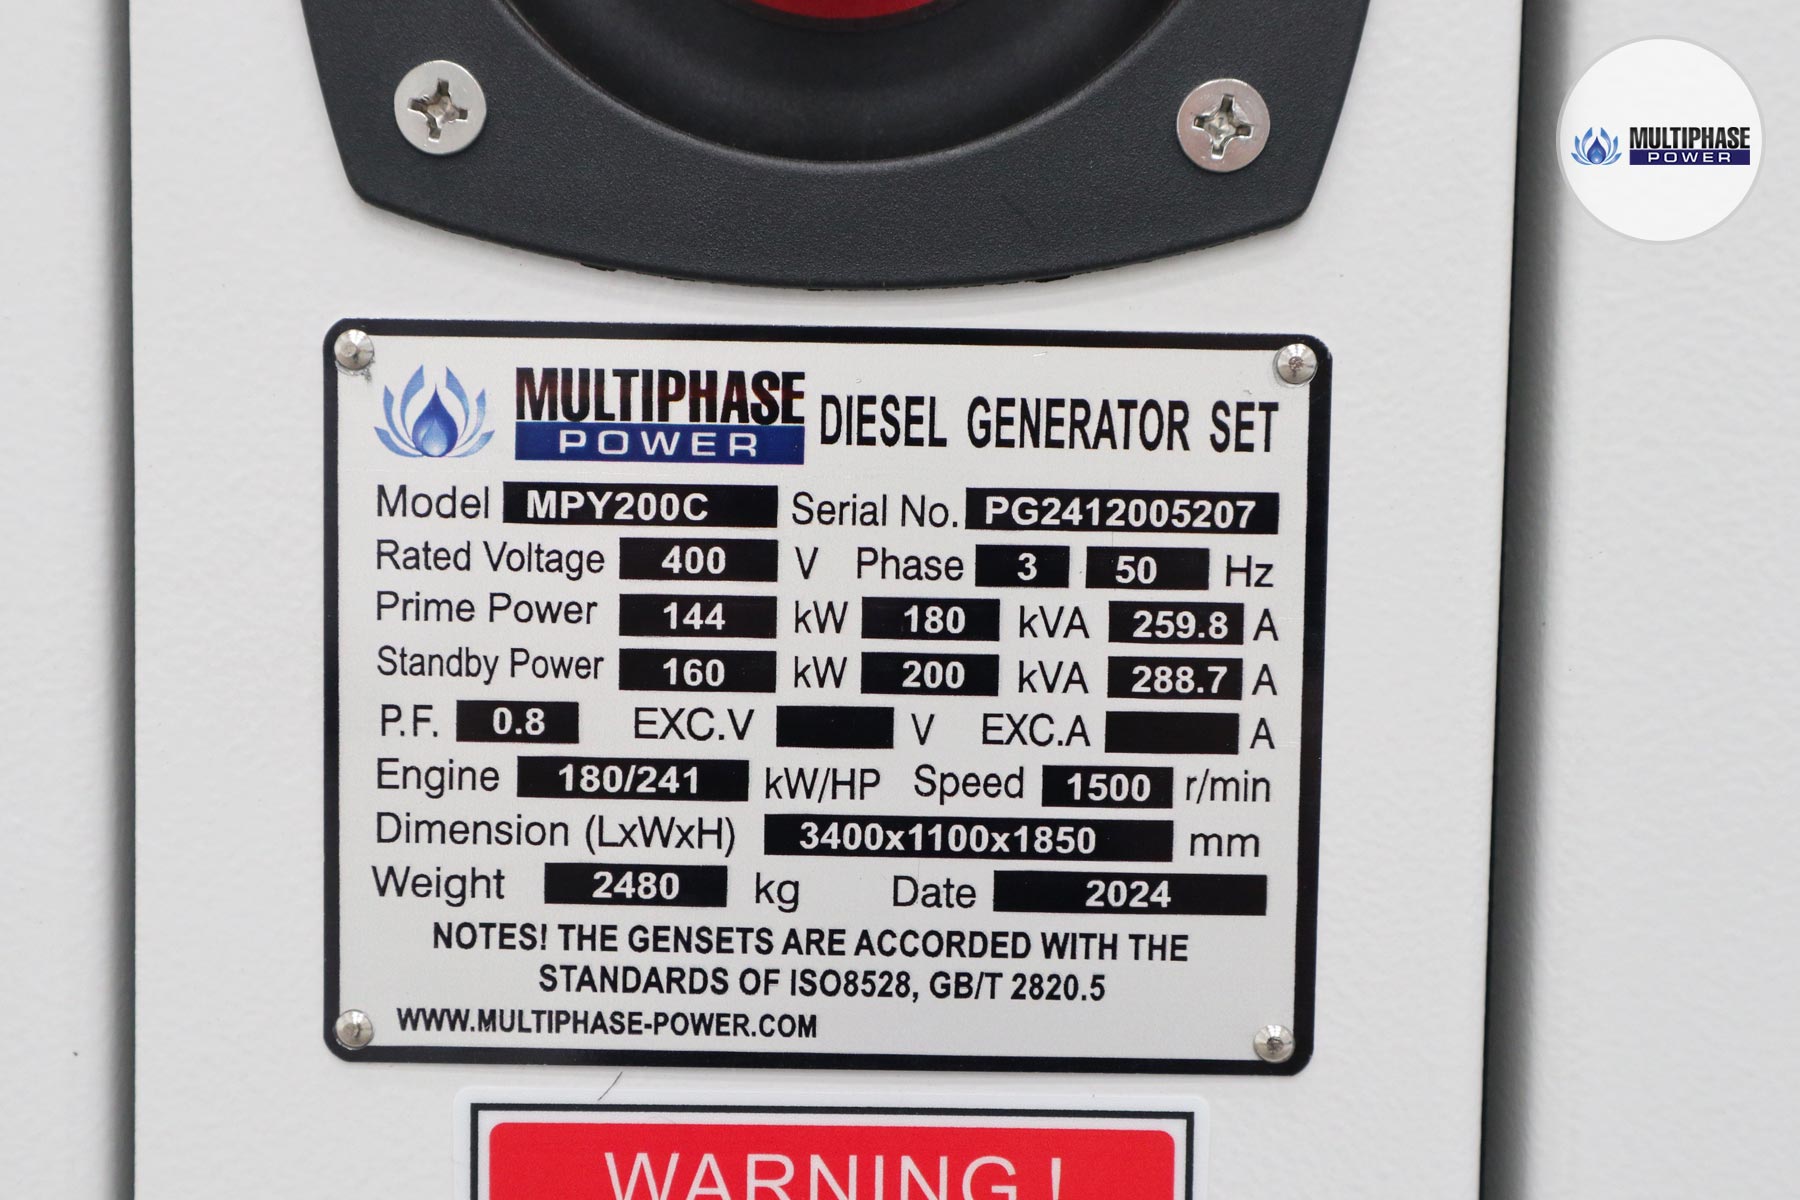 MULTIPHASE
POWER
MULTIPHASE
POWER
DIESEL GENERATOR SET
Model MPY200C Serial No. PG2412005207
Rated Voltage 400 V Phase 3 50 Hz
Prime Power 144 kW 180 kVA 259.8 A
Standby Power 160 kW 200 kVA 288.7 A
P.F. 0.8 EXC.V V EXC.A A
Engine 180/241 kW/HP Speed 1500 r/min
Dimension (LxWxH) 3400x1100x1850 mm
Weight 2480 kg Date 2024
NOTES! THE GENSETS ARE ACCORDED WITH THE
STANDARDS OF ISO8528, GB/T 2820.5
WWW.MULTIPHASE-POWER.COM
WARNING!